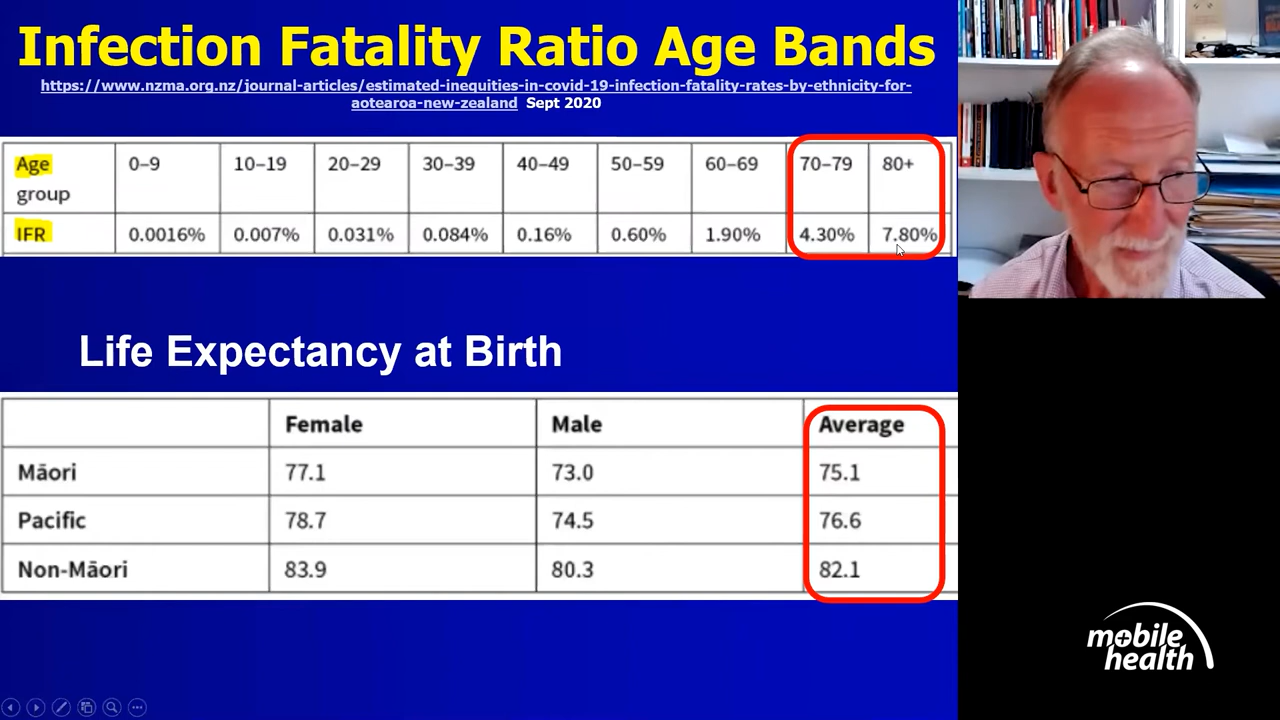 Infection Fatality Ratio Age Bands
https://www.nzma.org.nz/journal-articles/estimated-inequities-in-covid-19-infection-fatality-rates-by-ethnicity-for-
aotearoa-new-zealand Sept 2020
Age group 0–9 10–19 20–29 30–39 40–49 50–59 60–69 70–79 80+
IFR 0.0016% 0.007% 0.031% 0.084% 0.16% 0.60% 1.90% 4.30% 7.80%
Life Expectancy at Birth
Female Male Average
Māori 77.1 73.0 75.1
Pacific 78.7 74.5 76.6
Non-Māori 83.9 80.3 82.1
mobile
health